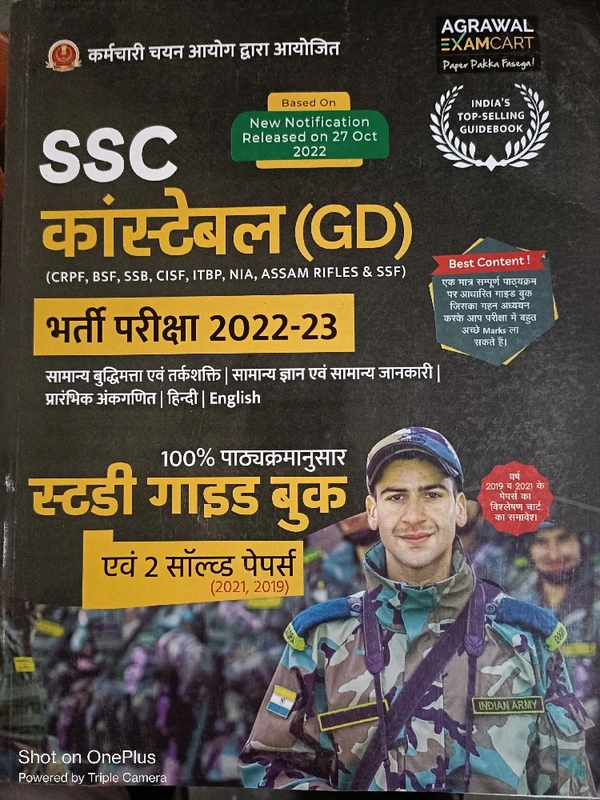 कर्मचारी चयन आयोग द्वारा आयोजित
AGRAWAL
EXAMCART
Paper Pakka Fasega!
Based On
New Notification
Released on 27 Oct
2022
INDIA'S
TOP-SELLING
GUIDEBOOK
SSC
कांस्टेबल (GD)
(CRPF, BSF, SSB, CISF, ITBP, NIA, ASSAM RIFLES & SSF)
Best Content !
एक मात्र सम्पूर्ण पाठ्यक्रम
पर आधारित गाइड बुक
जिसका गहन अध्ययन
करके आप परीक्षा में बहुत
अच्छे Marks ला
सकते हैं।
भर्ती परीक्षा 2022-23
सामान्य बुद्धिमत्ता एवं तर्कशक्ति | सामान्य ज्ञान एवं सामान्य जानकारी |
प्रारंभिक अंकगणित | हिन्दी | English
100% पाठ्यक्रमानुसार
स्टडी गाइड बुक
एवं 2 सॉल्व्ड पेपर्स
(2021, 2019)
वर्ष
2019 व 2021 के
पेपर्स का
विश्लेषण चार्ट
का समावेश।
INDIAN ARMY
Shot on OnePlus
Powered by Triple Camera